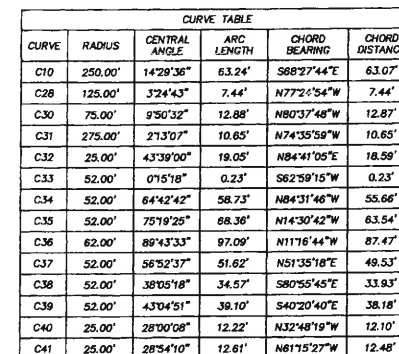 CURVE TABLE
CURVE RADIUS CENTRAL ANGLE ARC LENGTH CHORD BEARING CHORD DISTANC
C10 250.00' 14°29'36" 63.24' S68°27'44"E 63.07'
C28 125.00' 3°24'43" 7.44' N77°24'54"W 7.44'
C30 75.00' 9°50'32" 12.88' N80°37'48"W 12.87'
C31 275.00' 2°13'07" 10.65' N74°35'59"W 10.65'
C32 25.00' 43°39'00" 19.05' N84°41'05"E 18.59'
C33 52.00' 0°15'18" 0.23' S62°59'15"W 0.23'
C34 52.00' 64°42'42" 58.73' N84°31'46"W 55.66'
C35 52.00' 75°19'25" 68.36' N14°30'42"W 63.54'
C36 62.00' 89°43'33" 97.09' N11°16'44"W 87.47'
C37 52.00' 56°52'37" 51.62' N51°35'18"E 49.53'
C38 52.00' 38°05'18" 34.57' S80°55'45"E 33.93'
C39 52.00' 43°04'51" 39.10' S40°20'40"E 38.18'
C40 25.00' 28°00'08" 12.22' N32°48'19"W 12.10'
C41 25.00' 28°54'10" 12.61' N61°15'27"W 12.48'